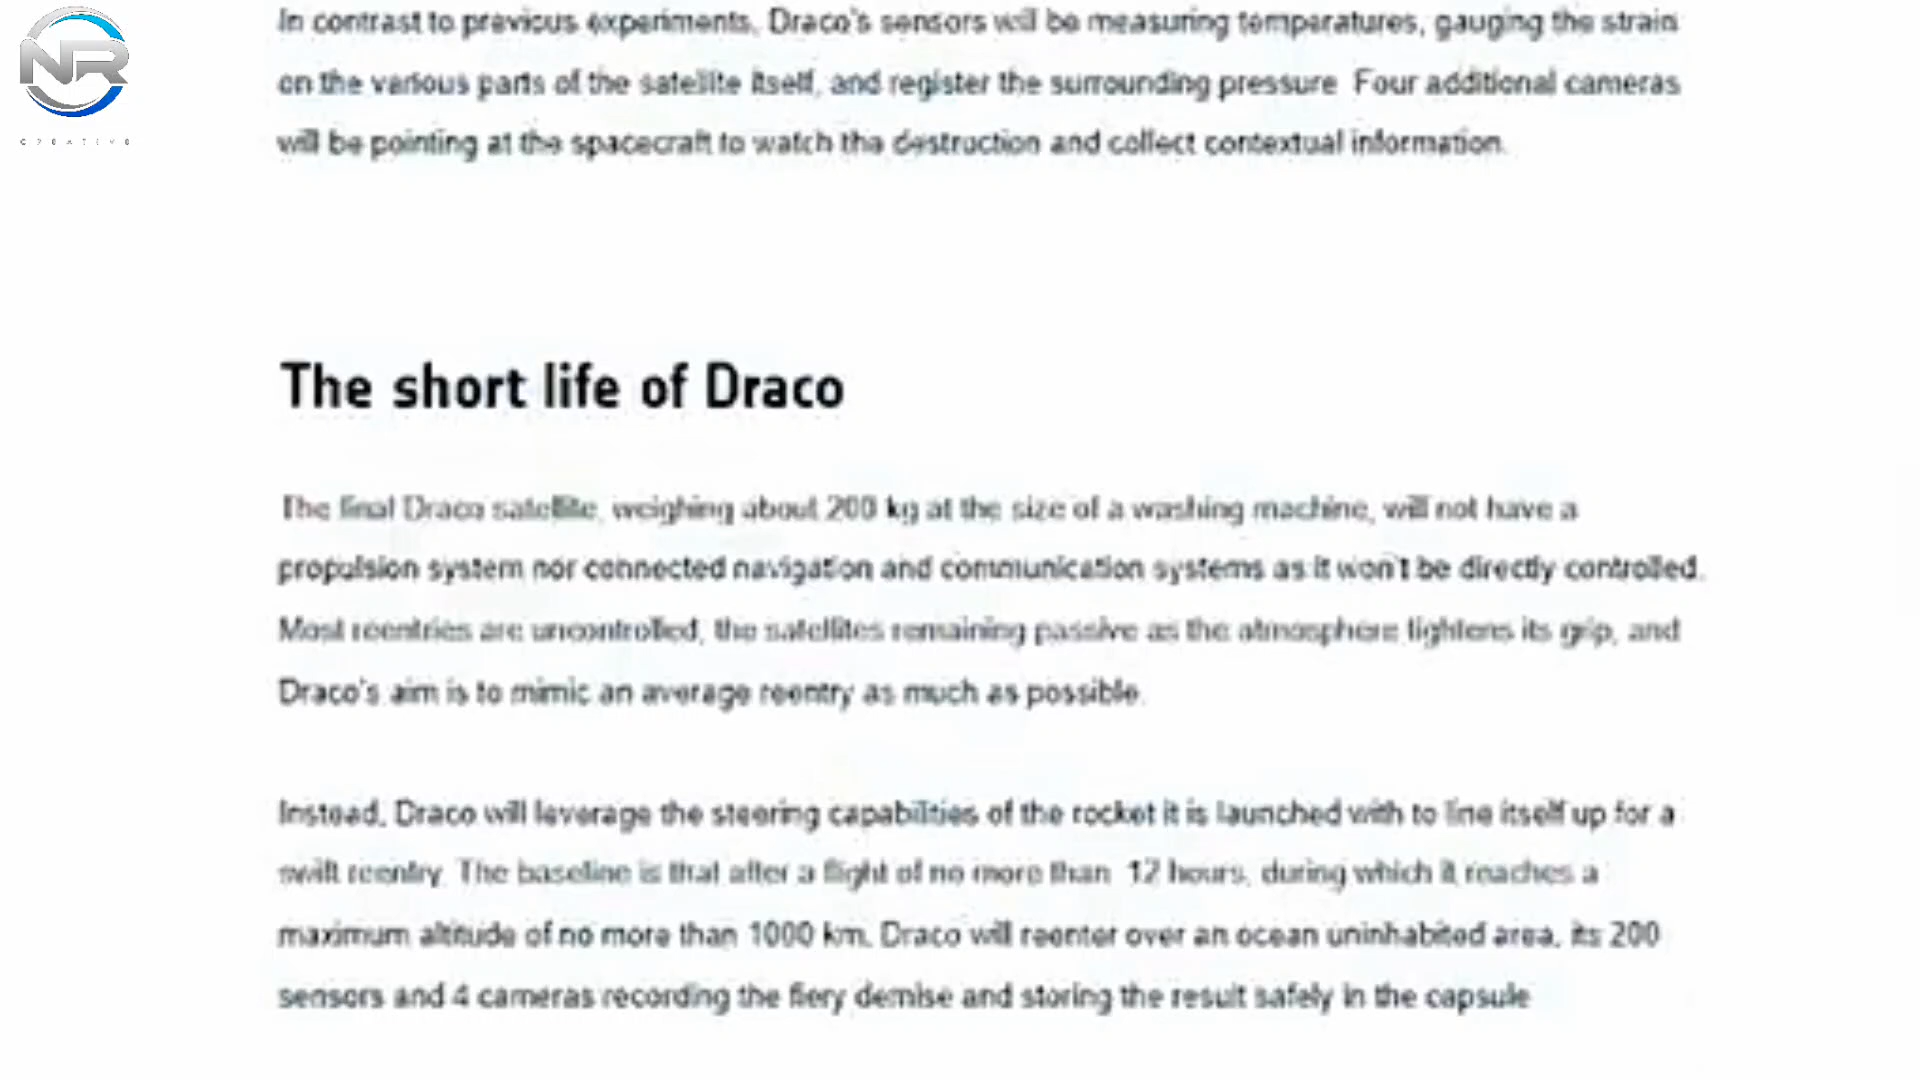 In contrast to previous experiments, Draco's sensors will be measuring temperatures, gauging the strain
on the various parts of the satellite itself, and register the surrounding pressure. Four additional cameras
will be pointing at the spacecraft to watch the destruction and collect contextual information.
NR
CREATIVE
The short life of Draco
The final Draco satellite, weighing about 200 kg at the size of a washing machine, will not have a
propulsion system nor connected navigation and communication systems as it won't be directly controlled.
Most reentries are uncontrolled, the satellites remaining passive as the atmosphere tightens its grip, and
Draco's aim is to mimic an average reentry as much as possible.
Instead, Draco will leverage the steering capabilities of the rocket it is launched with to line itself up for a
swift reentry. The baseline is that after a flight of no more than 12 hours, during which it reaches a
maximum altitude of no more than 1000 km, Draco will reenter over an ocean uninhabited area, its 200
sensors and 4 cameras recording the fiery demise and storing the result safely in the capsule